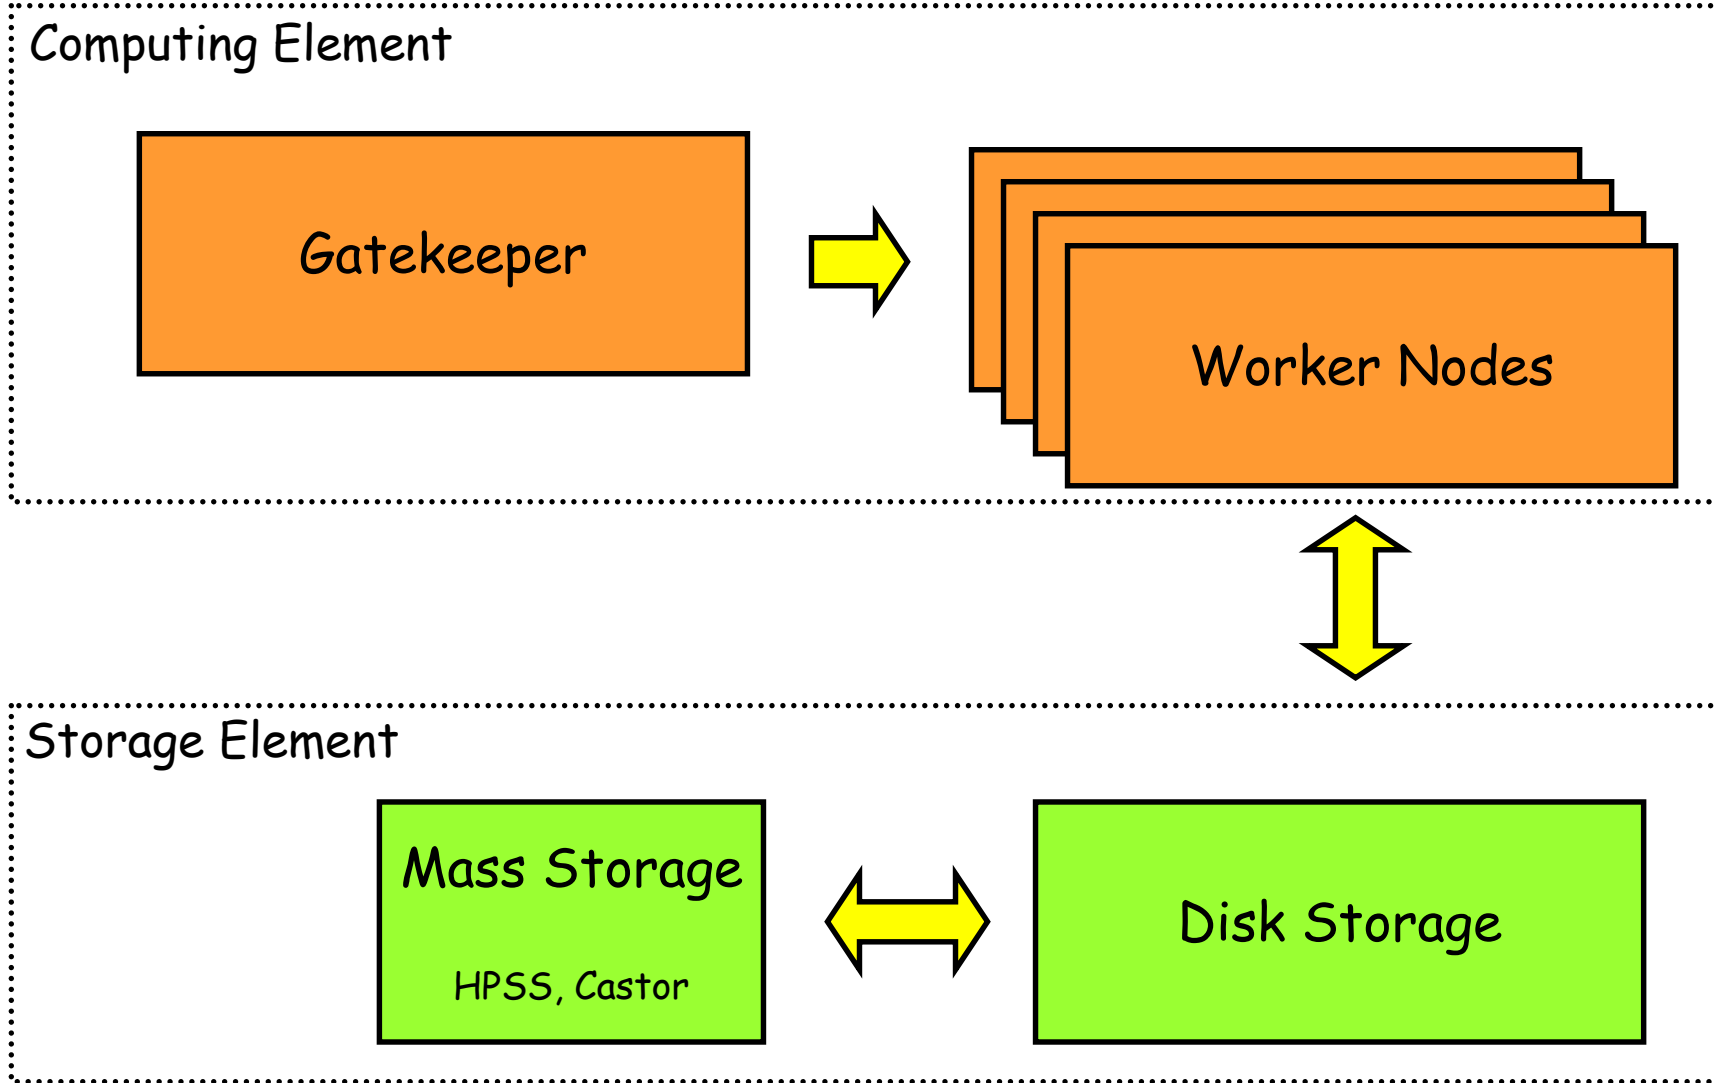 Computing Element
Gatekeeper
Worker Nodes
Storage Element
Mass Storage
HPSS, Castor
Disk Storage